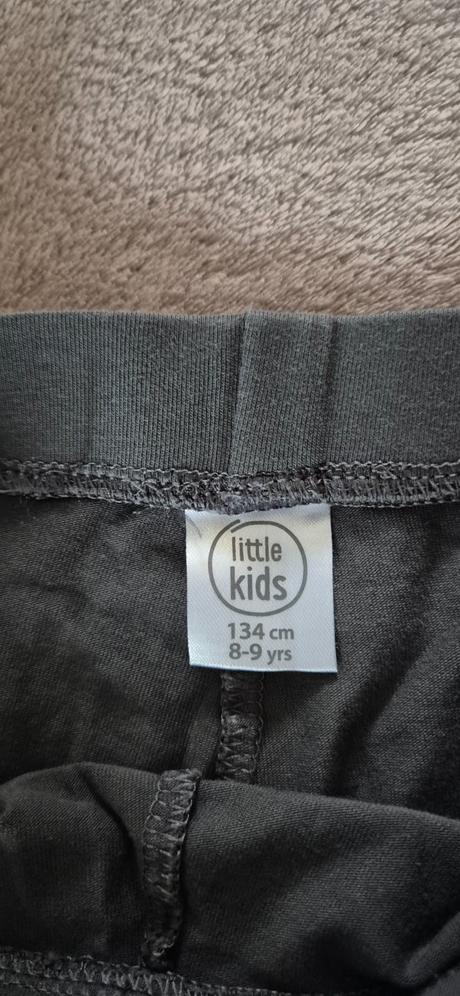 little
kids
134 cm
8-9 yrs